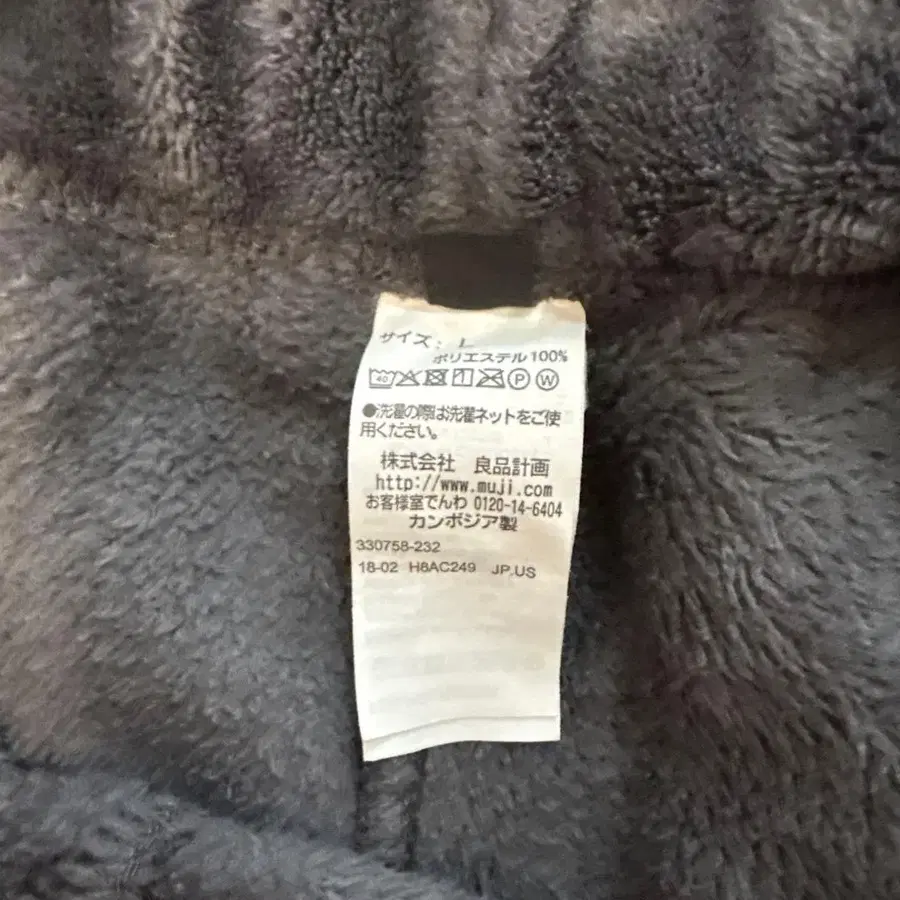 サイズ: L
ポリエステル100%
40 P W
●洗濯の際は洗濯ネットをご使
用ください。
株式会社 良品計画
http://www.muji.com
お客様室でんわ 0120-14-6404
カンボジア製
330758-232
18-02 H8AC249 JP.US